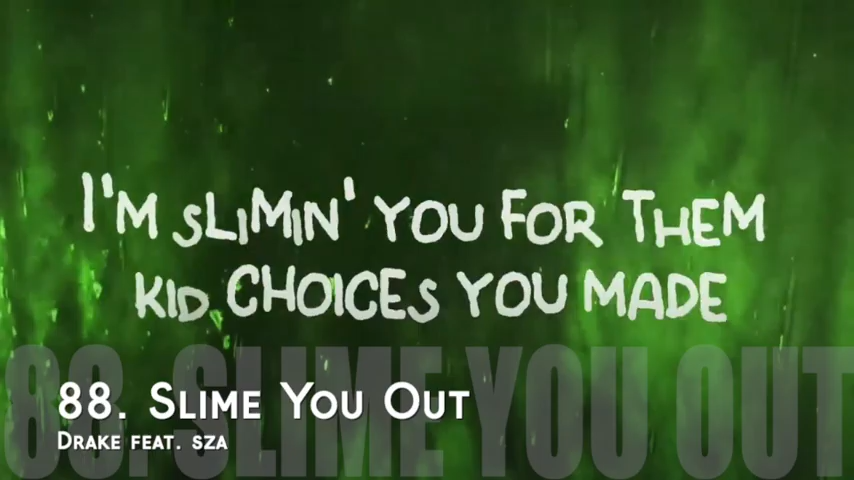 I'M SLIMIN' YOU FOR THEM
KID CHOICES YOU MADE
88. SLIME YOU OUT
88. SLIME YOU OUT
DRAKE FEAT. SZA